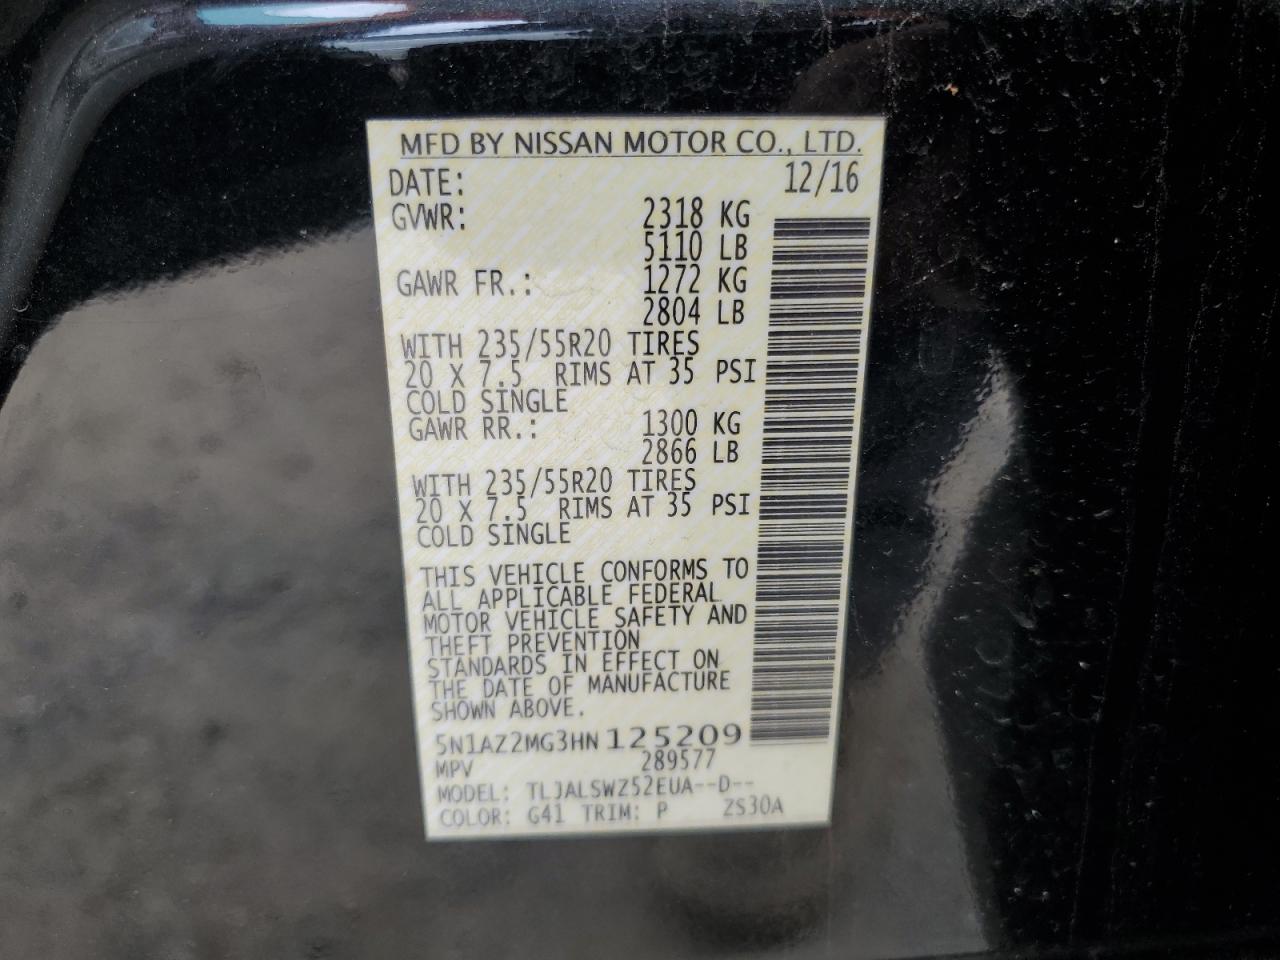 MFD BY NISSAN MOTOR CO., LTD.
DATE: 12/16
GVWR: 2318 KG
5110 LB
GAWR FR.: 1272 KG
2804 LB
WITH 235/55R20 TIRES
20 X 7.5 RIMS AT 35 PSI
COLD SINGLE
GAWR RR.: 1300 KG
2866 LB
WITH 235/55R20 TIRES
20 X 7.5 RIMS AT 35 PSI
COLD SINGLE
THIS VEHICLE CONFORMS TO
ALL APPLICABLE FEDERAL
MOTOR VEHICLE SAFETY AND
THEFT PREVENTION
STANDARDS IN EFFECT ON
THE DATE OF MANUFACTURE
SHOWN ABOVE.
5N1AZ2MG3HN125209
MPV 289577
MODEL: TLJALSWZ52EUA--D--
COLOR: G41 TRIM: P ZS30A